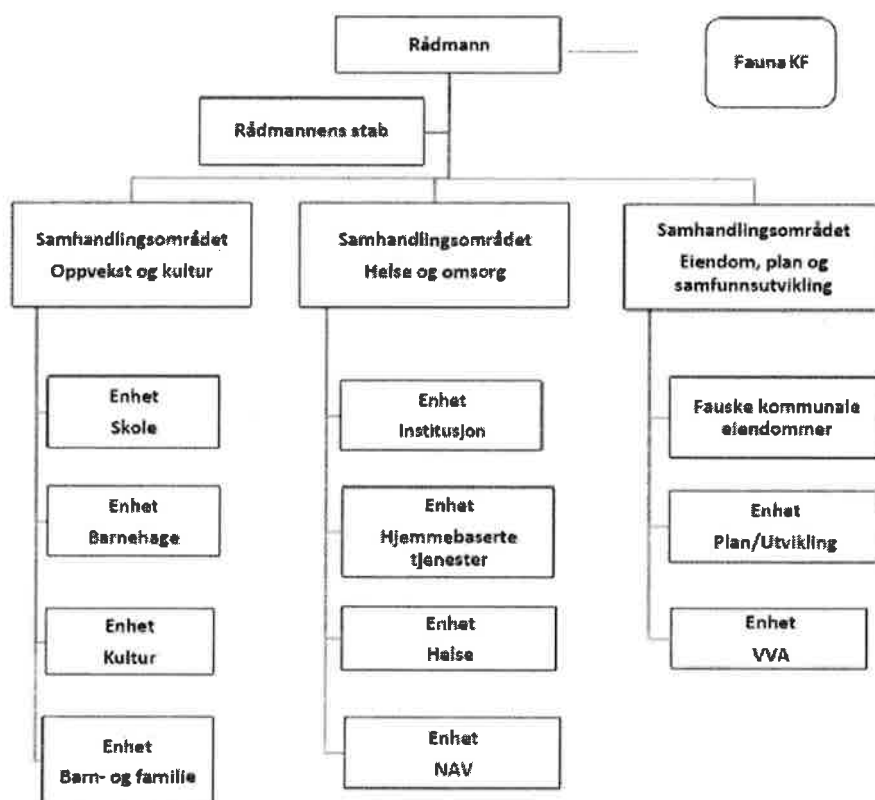 Rådmann
Fauna KF
Rådmannens stab
Samhandlingsområdet
Oppvekst og kultur
Samhandlingsområdet
Helse og omsorg
Samhandlingsområdet
Eiendom, plan og
samfunnsutvikling
Enhet
Skole
Enhet
Barnehage
Enhet
Kultur
Enhet
Barn- og familie
Enhet
Institusjon
Enhet
Hjemmebaserte
tjenester
Enhet
Helse
Enhet
NAV
Fauske kommunale
eiendommer
Enhet
Plan/Utvikling
Enhet
VVA